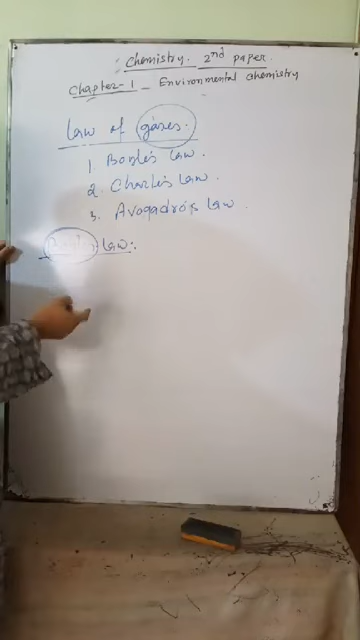 Chemistry. 2nd paper.
Chapter-1 - Environmental Chemistry
Law of gases.
1. Boyle's Law.
2. Charle's Law.
3. Avogadro's Law.
Boyle's Law: